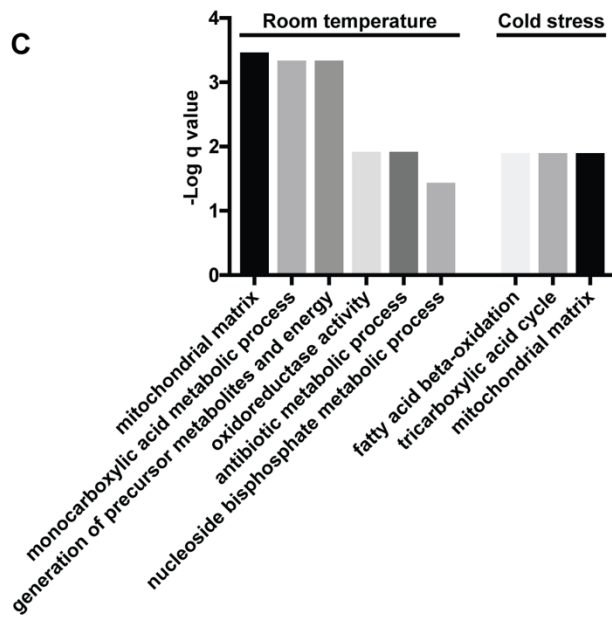 C
Room temperature
Cold stress
-Log q value
4
3
2
1
0
mitochondrial matrix
monocarboxylic acid metabolic process
generation of precursor metabolites and energy
oxidoreductase activity
antibiotic metabolic process
nucleoside bisphosphate metabolic process
fatty acid beta-oxidation
tricarboxylic acid cycle
mitochondrial matrix